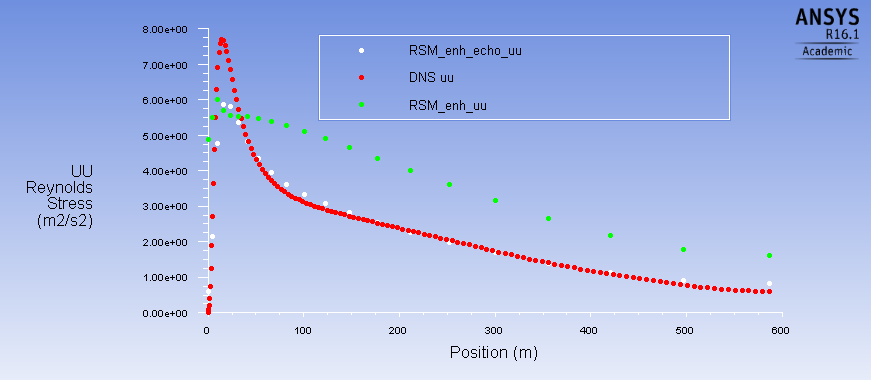 ANSYS
R16.1
Academic
RSM_enh_echo_uu
DNS uu
RSM_enh_uu
8.00e+00
7.00e+00
6.00e+00
5.00e+00
4.00e+00
3.00e+00
2.00e+00
1.00e+00
0.00e+00
UU
Reynolds
Stress
(m2/s2)
0 100 200 300 400 500 600
Position (m)